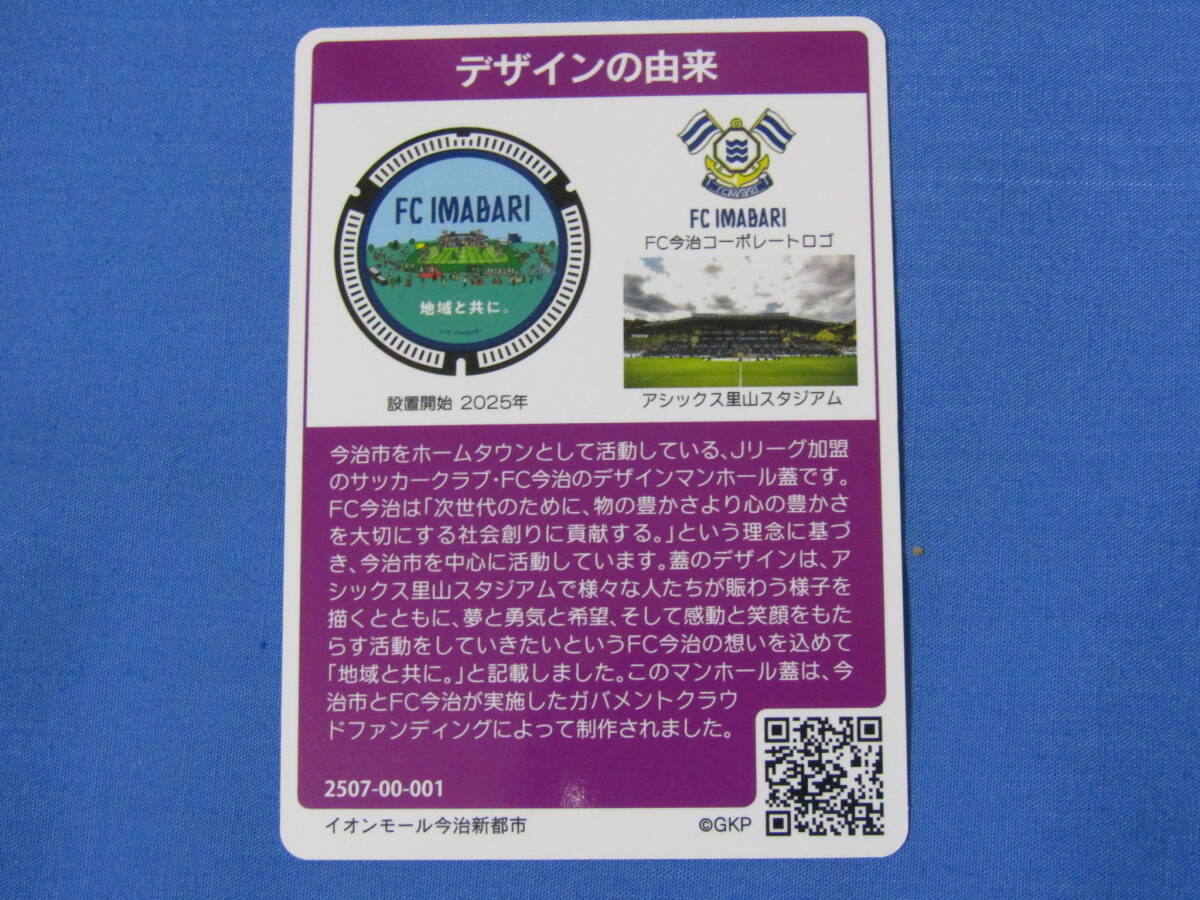 デザインの由来
FC IMABARI
地域と共に。
設置開始 2025年
FC IMABARI
FC IMABARI
FC今治コーポレートロゴ
アシックス里山スタジアム
今治市をホームタウンとして活動している、Jリーグ加盟
のサッカークラブ・FC今治のデザインマンホール蓋です。
FC今治は「次世代のために、物の豊かさより心の豊かさ
を大切にする社会創りに貢献する。」という理念に基づ
き、今治市を中心に活動しています。蓋のデザインは、ア
シックス里山スタジアムで様々な人たちが賑わう様子を
描くとともに、夢と勇気と希望、そして感動と笑顔をもた
らす活動をしていきたいというFC今治の想いを込めて
「地域と共に。」と記載しました。このマンホール蓋は、今
治市とFC今治が実施したガバメントクラウ
ドファンディングによって制作されました。
2507-00-001
イオンモール今治新都市
©GKP